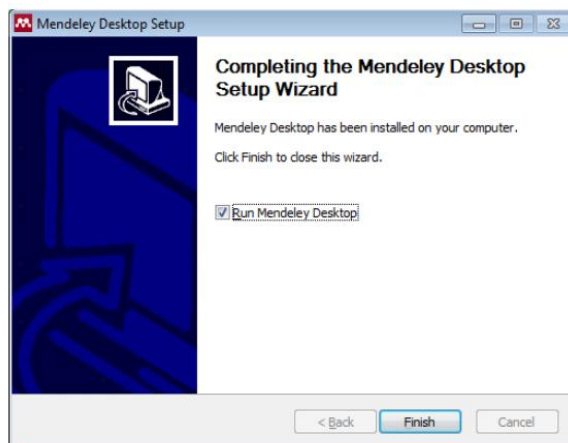 Mendeley Desktop Setup
Completing the Mendeley Desktop
Setup Wizard
Mendeley Desktop has been installed on your computer.
Click Finish to close this wizard.
Run Mendeley Desktop
< Back
Finish
Cancel